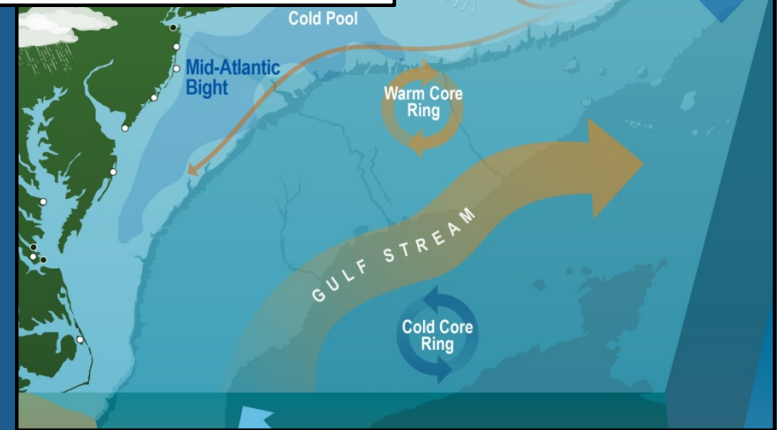 Cold Pool
Mid-Atlantic
Bight
Warm Core
Ring
GULF STREAM
Cold Core
Ring